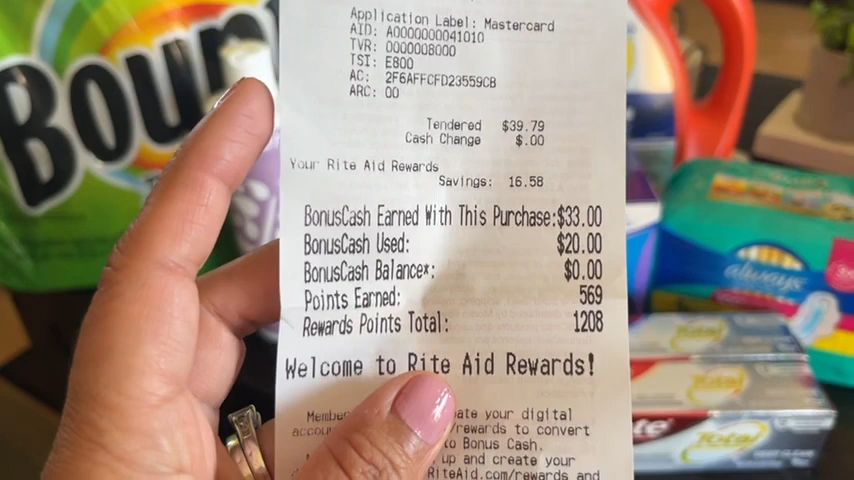 Application Label: Mastercard
AID: A0000000041010
TVR: 0000008000
TSI: E800
AC: 2F6AFFCFD23559CB
ARC: 00
Tendered $39.79
Cash Change $.00
Your Rite Aid Rewards
Savings: 16.58
BonusCash Earned With This Purchase:$33.00
BonusCash Used: $20.00
BonusCash Balance*: $0.00
Points Earned: 569
Rewards Points Total: 1208
Welcome to Rite Aid Rewards!
your digital
/rewards to convert
to Bonus Cash.
up and create your
RiteAid.com/rewards and
Boun
always
Total
Total
Total